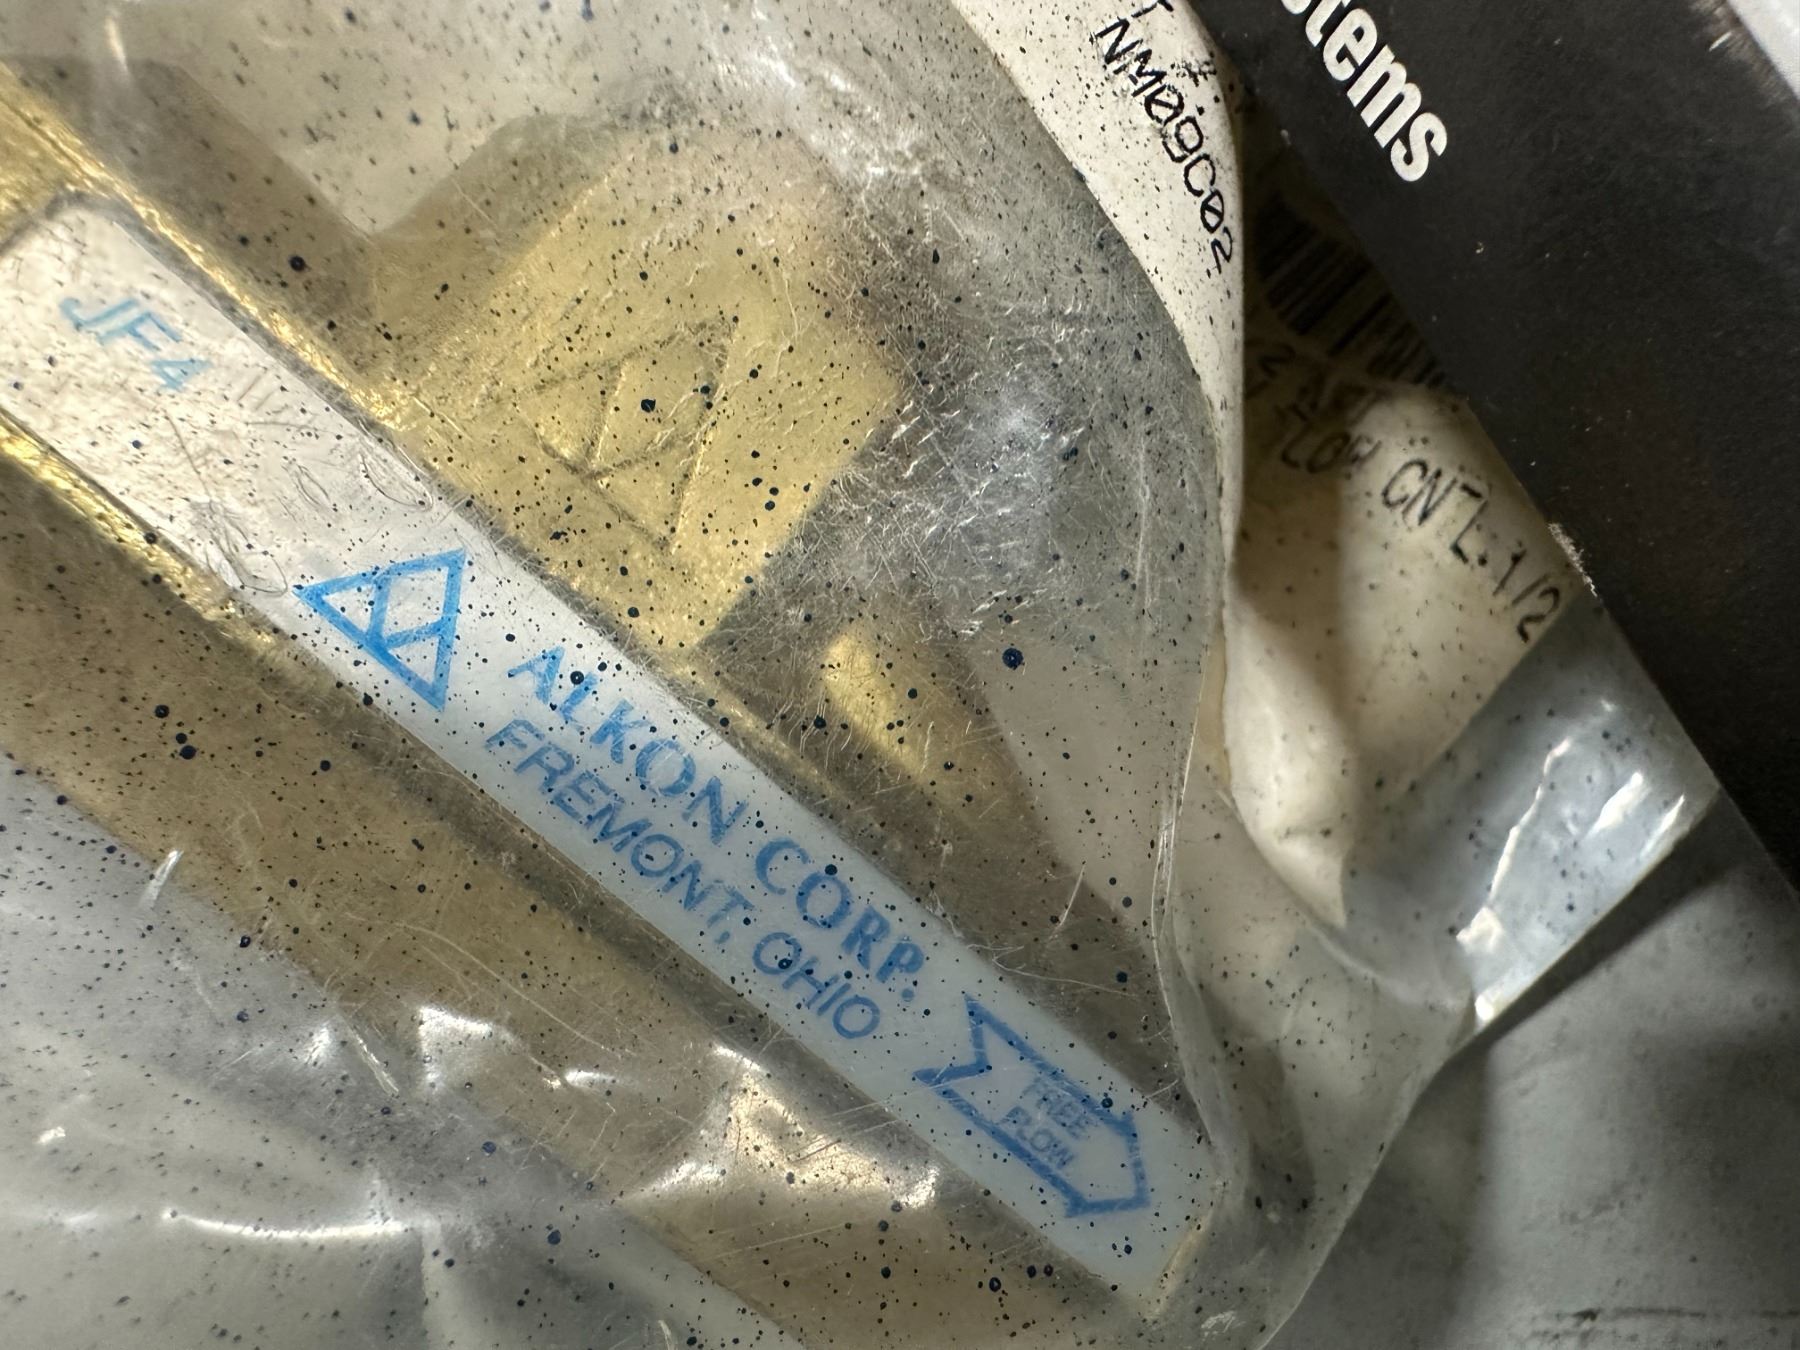 stems
NM09C02
FLOW CNTL.1/2
JF4
ALKON CORP.
FREMONT, OHIO
FREE
FLOW